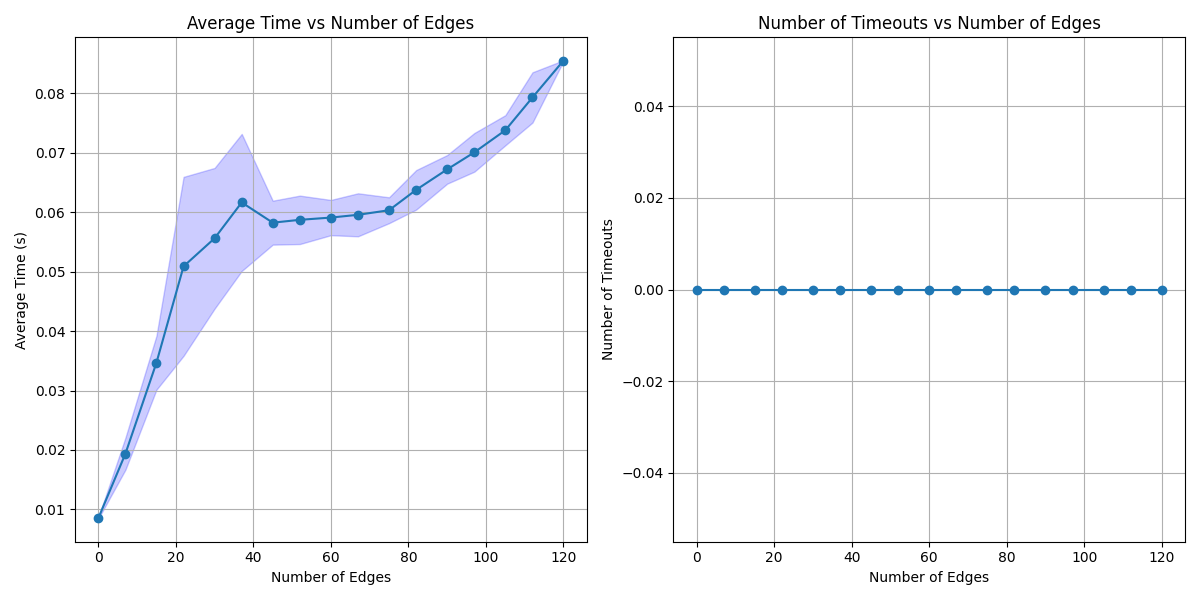 Average Time vs Number of Edges
Average Time (s)
0.08
0.07
0.06
0.05
0.04
0.03
0.02
0.01
0 20 40 60 80 100 120
Number of Edges
Number of Timeouts vs Number of Edges
Number of Timeouts
0.04
0.02
0.00
−0.02
−0.04
0 20 40 60 80 100 120
Number of Edges